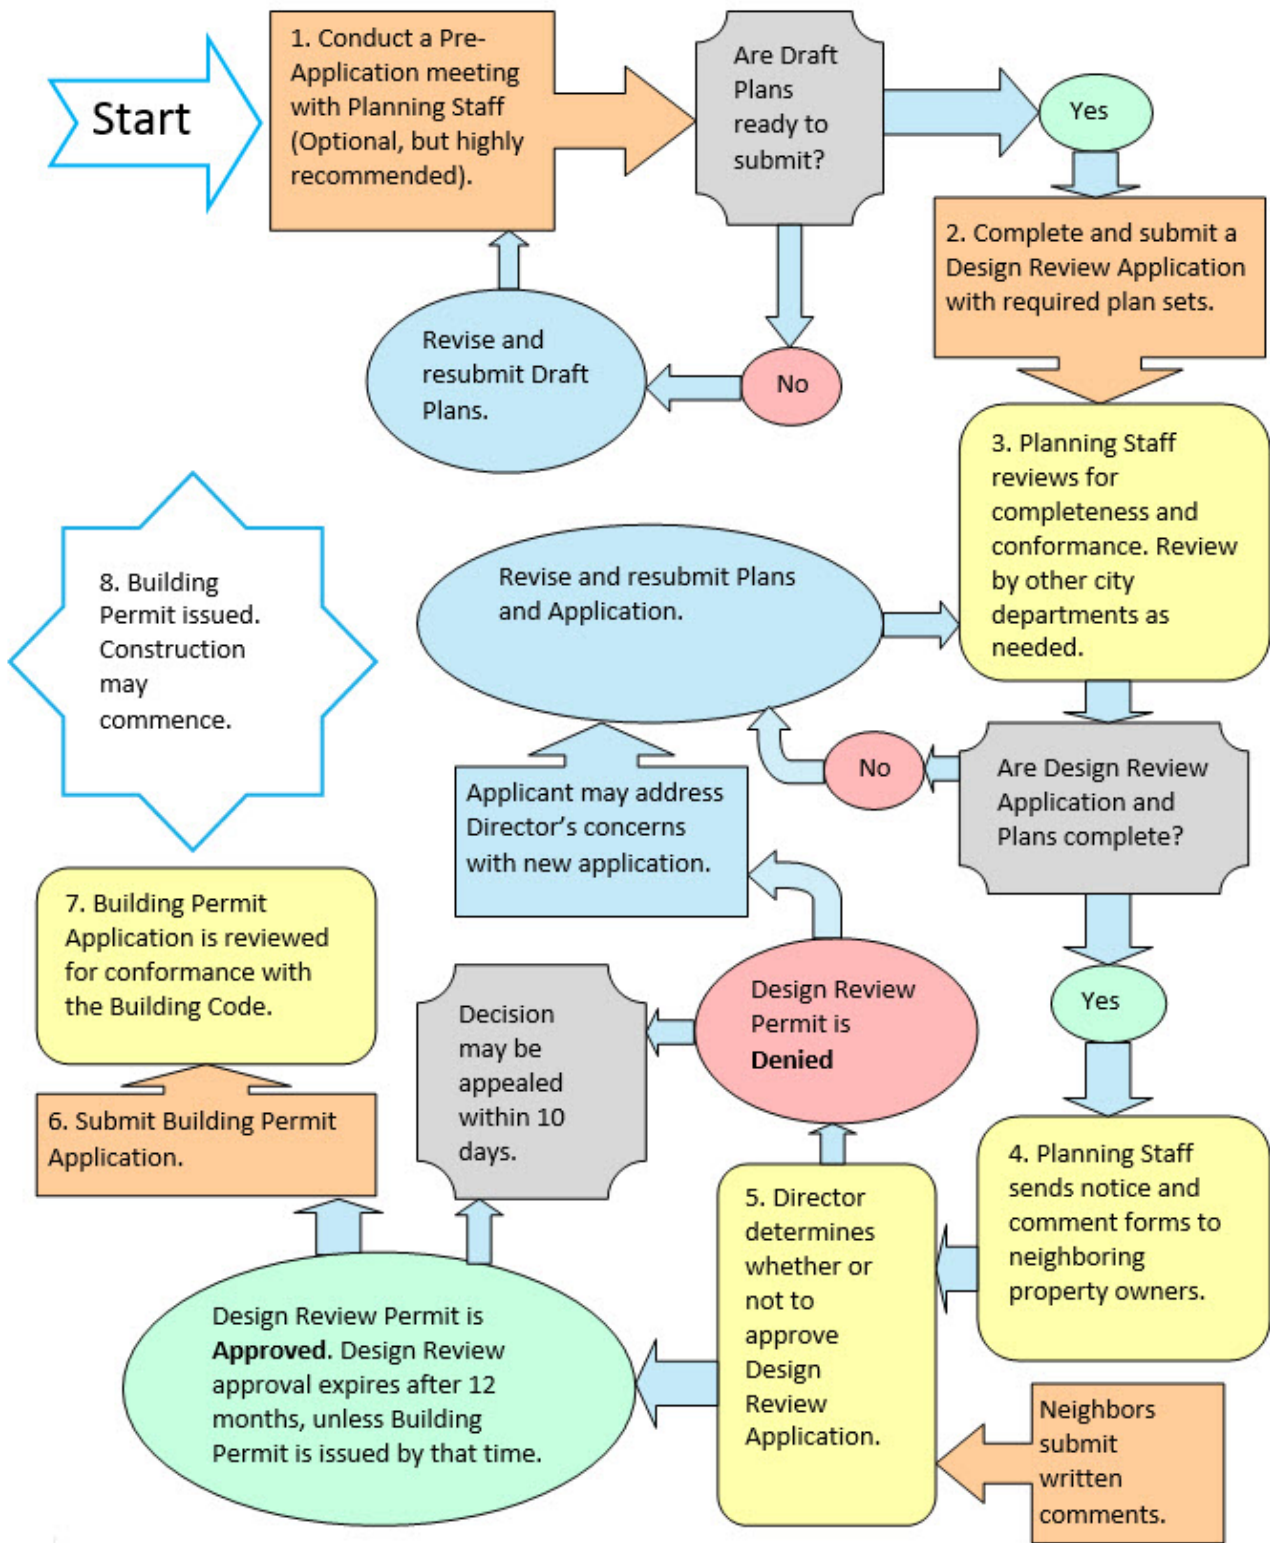 Start
1. Conduct a Pre-
Application meeting
with Planning Staff
(Optional, but highly
recommended).
Are Draft
Plans
ready to
submit?
Yes
2. Complete and submit a
Design Review Application
with required plan sets.
No
Revise and
resubmit Draft
Plans.
3. Planning Staff
reviews for
completeness and
conformance. Review
by other city
departments as
needed.
Revise and resubmit Plans
and Application.
Are Design Review
Application and
Plans complete?
No
Applicant may address
Director’s concerns
with new application.
Yes
4. Planning Staff
sends notice and
comment forms to
neighboring
property owners.
Neighbors
submit
written
comments.
5. Director
determines
whether or
not to
approve
Design
Review
Application.
Design Review
Permit is
Denied
Decision
may be
appealed
within 10
days.
Design Review Permit is
Approved. Design Review
approval expires after 12
months, unless Building
Permit is issued by that time.
6. Submit Building Permit
Application.
7. Building Permit
Application is reviewed
for conformance with
the Building Code.
8. Building
Permit issued.
Construction
may
commence.